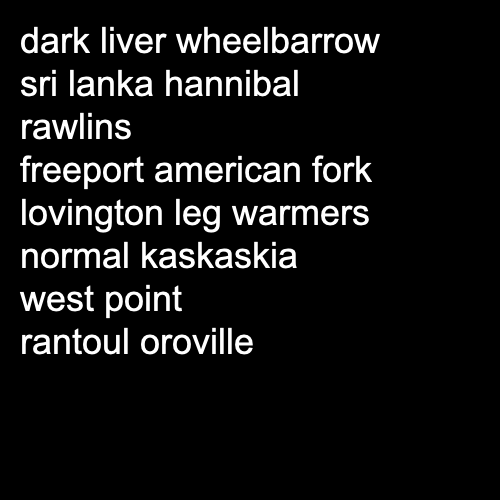 dark liver wheelbarrow
sri lanka hannibal
rawlins
freeport american fork
lovington leg warmers
normal kaskaskia
west point
rantoul oroville